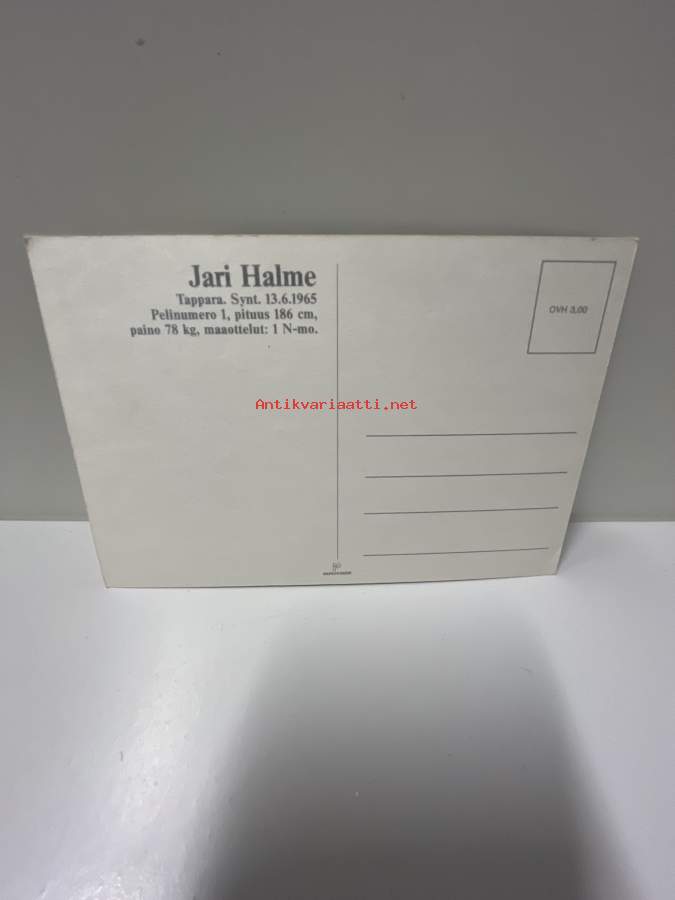 Jari Halme
Tappara. Synt. 13.6.1965
Pelinumero 1, pituus 186 cm,
paino 78 kg, maaottelut: 1 N-mo.
OVH 3,00
Antikvariaatti.net